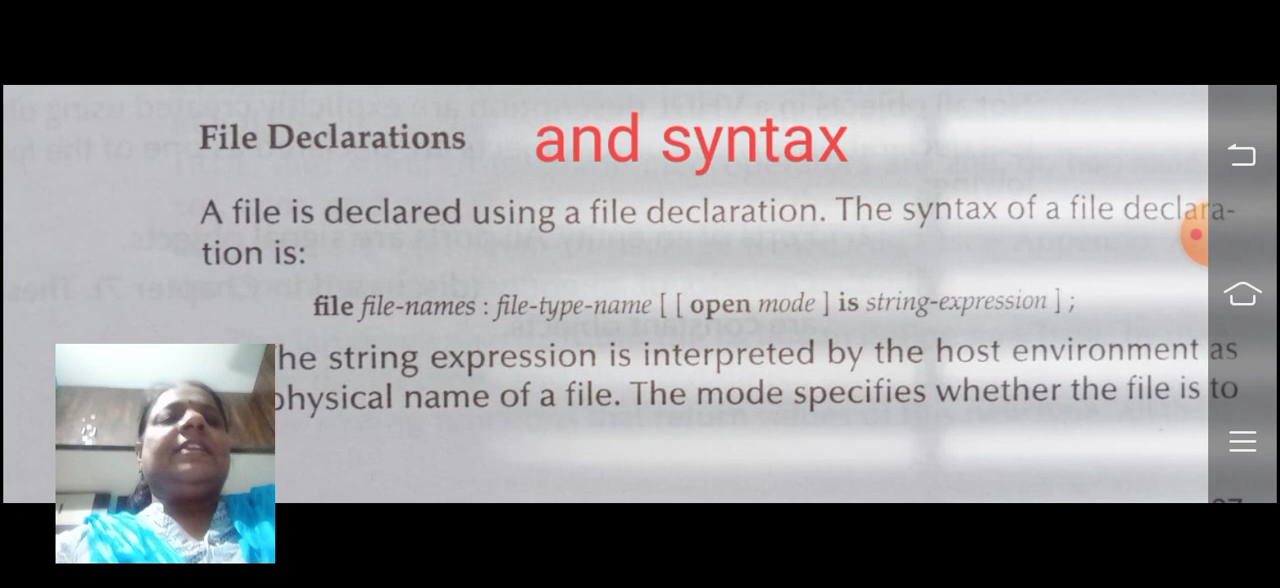 File Declarations and syntax
A file is declared using a file declaration. The syntax of a file declara-
tion is:
file file-names : file-type-name [ [ open mode ] is string-expression ] ;
he string expression is interpreted by the host environment as
physical name of a file. The mode specifies whether the file is to